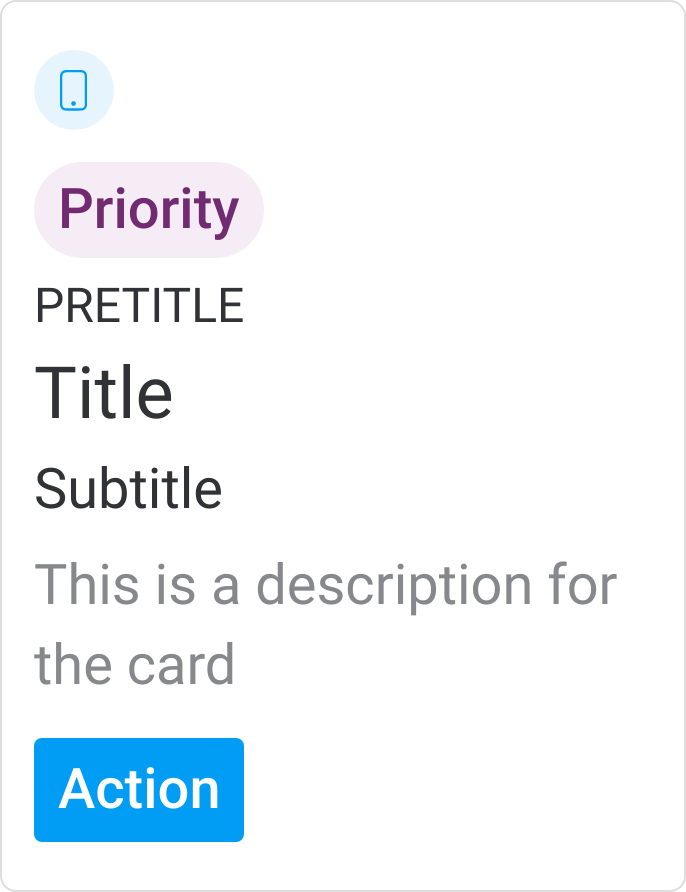 Priority
PRETITLE
Title
Subtitle
This is a description for
the card
Action